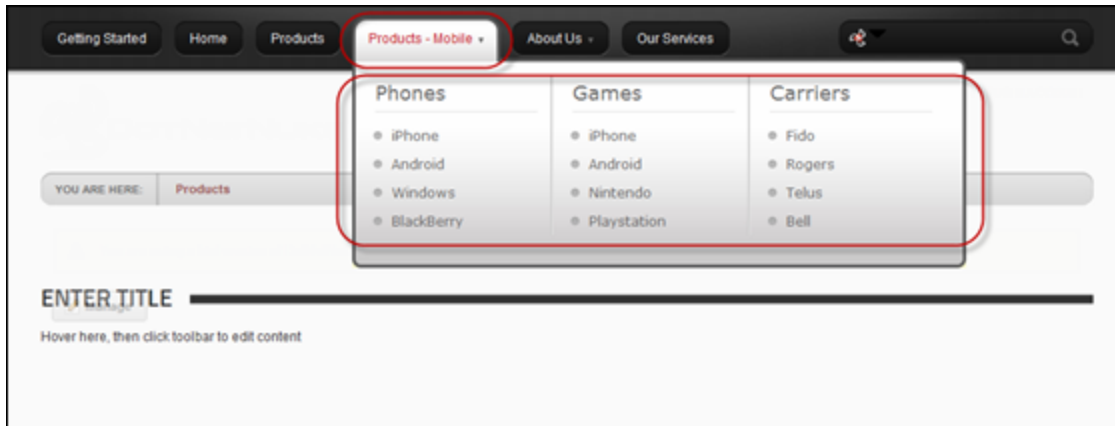 Getting Started Home Products Products - Mobile About Us Our Services
Phones Games Carriers
iPhone iPhone Fido
Android Android Rogers
YOU ARE HERE: Products
Windows Nintendo Telus
BlackBerry Playstation Bell
ENTER TITLE
Manage
Hover here, then click toolbar to edit content